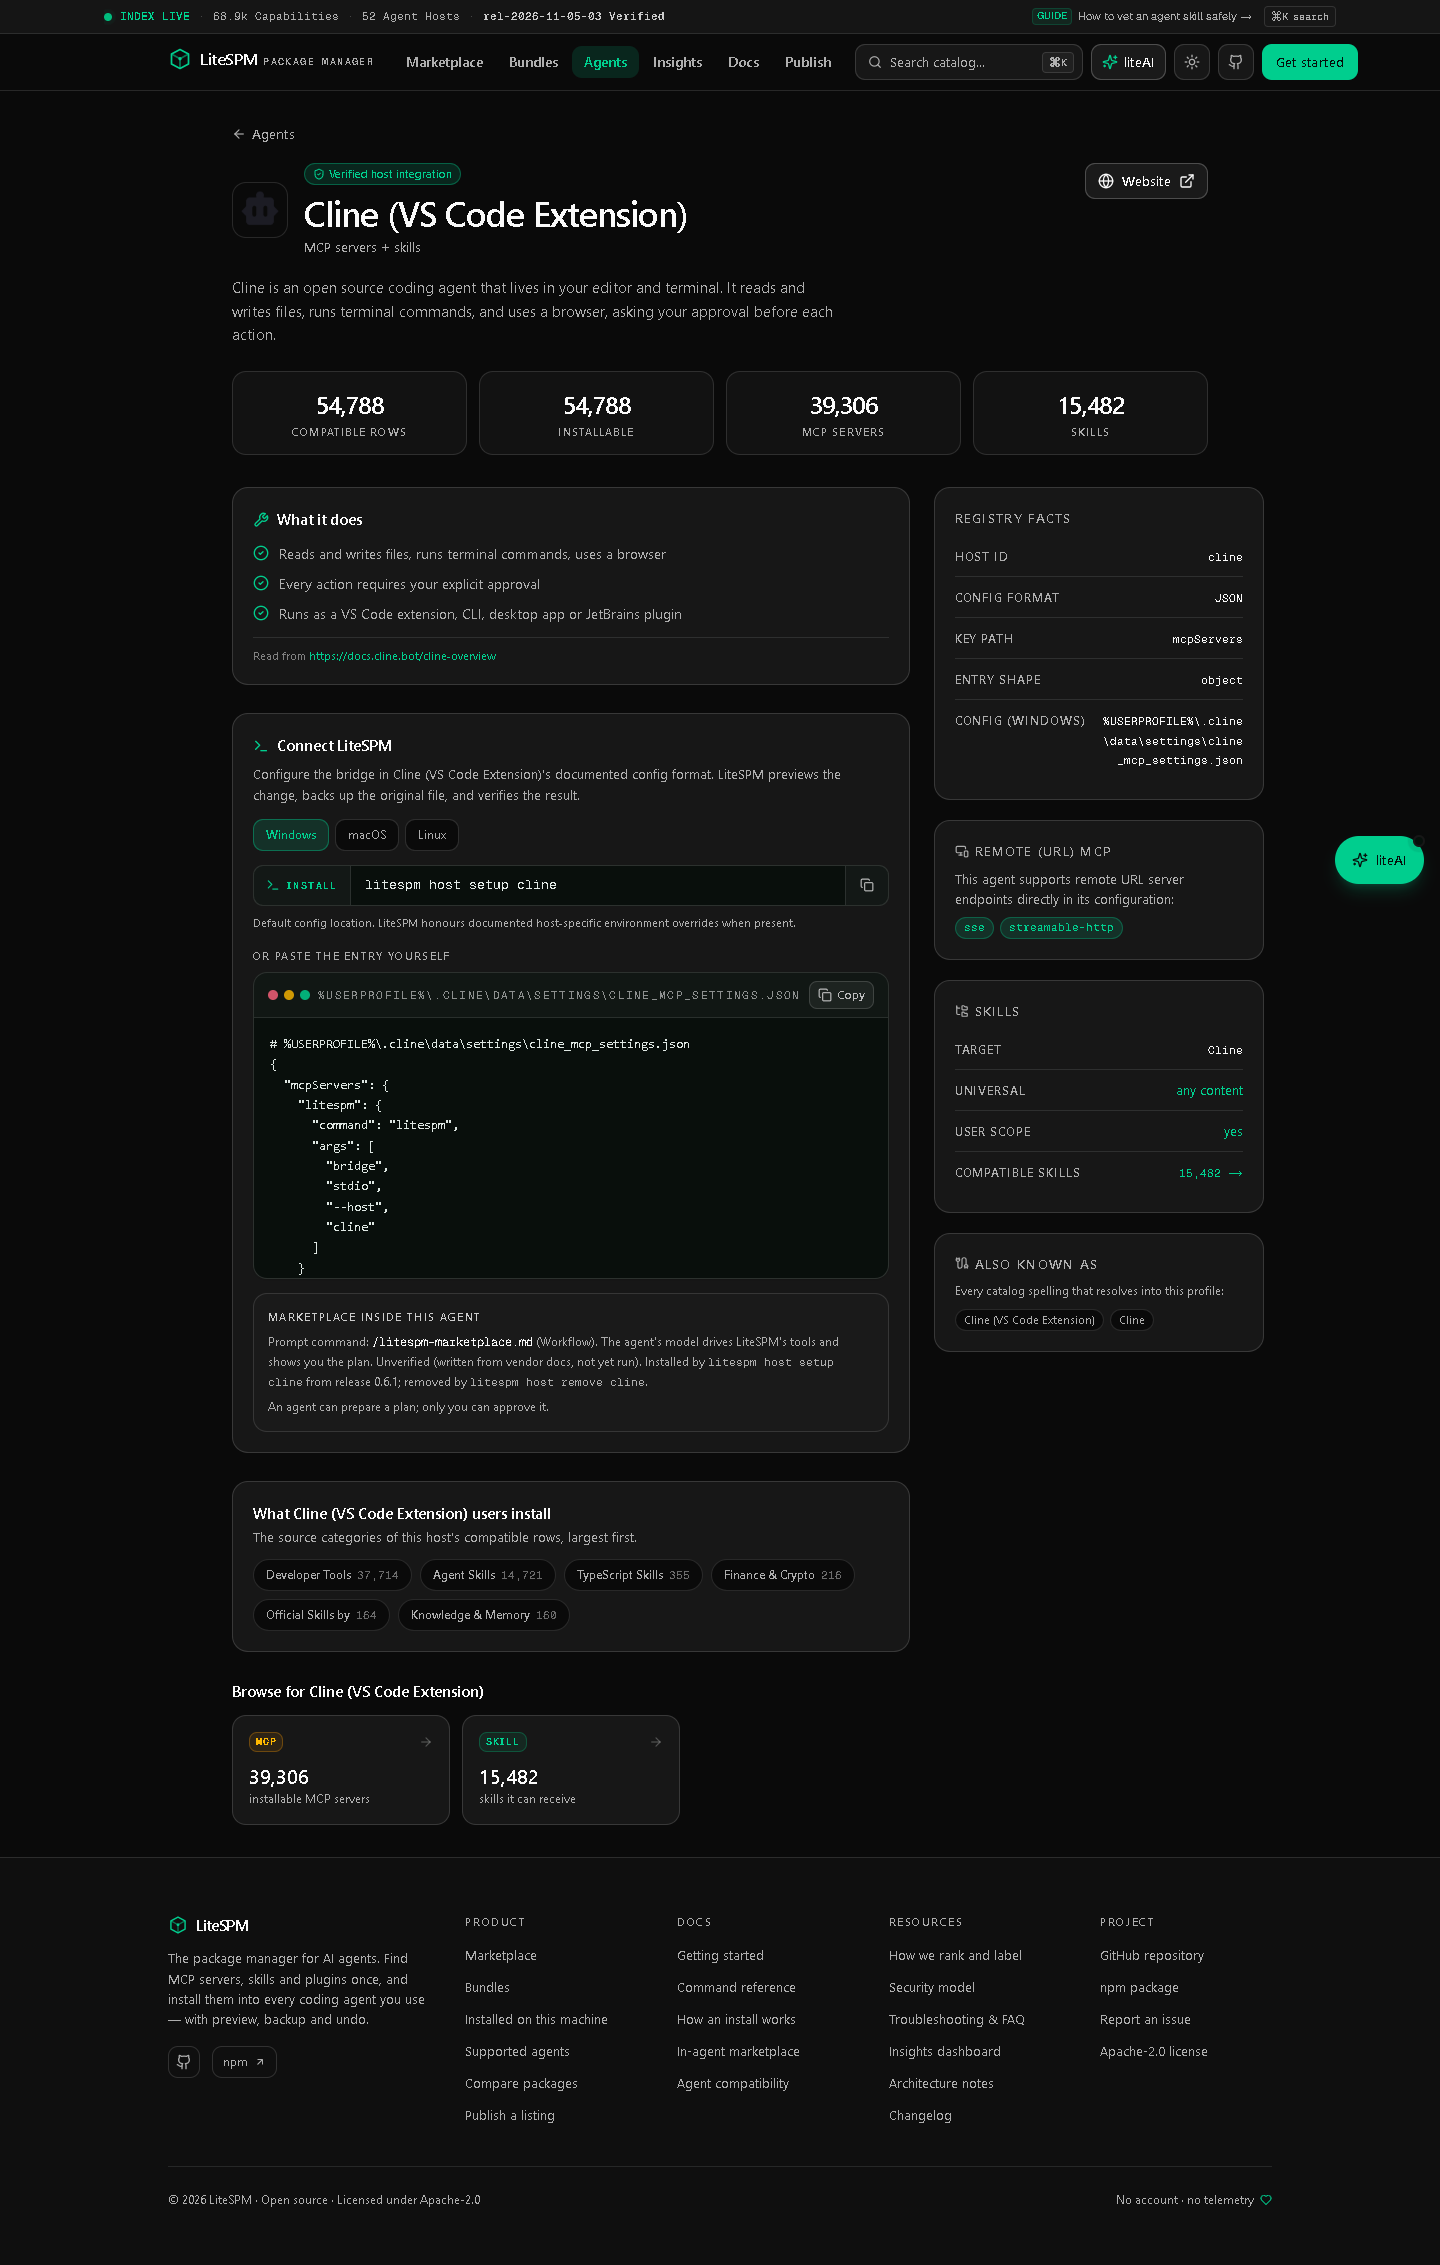 INDEX LIVE · 68.9k Capabilities · 52 Agent Hosts · rel-2026-11-05-03 Verified
GUIDE How to vet an agent skill safely → ⌘K search
LiteSPM PACKAGE MANAGER Marketplace Bundles Agents Insights Docs Publish Search catalog... ⌘K liteAI Get started
← Agents
Verified host integration
Website
Cline (VS Code Extension)
MCP servers + skills
Cline is an open source coding agent that lives in your editor and terminal. It reads and
writes files, runs terminal commands, and uses a browser, asking your approval before each
action.
54,788
COMPATIBLE ROWS
54,788
INSTALLABLE
39,306
MCP SERVERS
15,482
SKILLS
What it does
Reads and writes files, runs terminal commands, uses a browser
Every action requires your explicit approval
Runs as a VS Code extension, CLI, desktop app or JetBrains plugin
Read from https://docs.cline.bot/cline-overview
Connect LiteSPM
Configure the bridge in Cline (VS Code Extension)'s documented config format. LiteSPM previews the
change, backs up the original file, and verifies the result.
Windows macOS Linux
INSTALL litespm host setup cline
Default config location. LiteSPM honours documented host-specific environment overrides when present.
OR PASTE THE ENTRY YOURSELF
%USERPROFILE%\.CLINE\DATA\SETTINGS\CLINE_MCP_SETTINGS.JSON Copy
# %USERPROFILE%\.cline\data\settings\cline_mcp_settings.json
{
"mcpServers": {
"litespm": {
"command": "litespm",
"args": [
"bridge",
"stdio",
"--host",
"cline"
]
}
MARKETPLACE INSIDE THIS AGENT
Prompt command: /litespm-marketplace.md (Workflow). The agent's model drives LiteSPM's tools and
shows you the plan. Unverified (written from vendor docs, not yet run). Installed by litespm host setup
cline from release 0.6.1; removed by litespm host remove cline.
An agent can prepare a plan; only you can approve it.
What Cline (VS Code Extension) users install
The source categories of this host's compatible rows, largest first.
Developer Tools 37,714 Agent Skills 14,721 TypeScript Skills 355 Finance & Crypto 216
Official Skills by 164 Knowledge & Memory 160
REGISTRY FACTS
HOST ID cline
CONFIG FORMAT JSON
KEY PATH mcpServers
ENTRY SHAPE object
CONFIG (WINDOWS) %USERPROFILE%\.cline
\data\settings\cline
_mcp_settings.json
REMOTE (URL) MCP
This agent supports remote URL server
endpoints directly in its configuration:
sse streamable-http
SKILLS
TARGET Cline
UNIVERSAL any content
USER SCOPE yes
COMPATIBLE SKILLS 15,482 →
ALSO KNOWN AS
Every catalog spelling that resolves into this profile:
Cline (VS Code Extension) Cline
liteAI
Browse for Cline (VS Code Extension)
MCP →
39,306
installable MCP servers
SKILL →
15,482
skills it can receive
LiteSPM
The package manager for AI agents. Find
MCP servers, skills and plugins once, and
install them into every coding agent you use
— with preview, backup and undo.
npm ↗
PRODUCT
Marketplace
Bundles
Installed on this machine
Supported agents
Compare packages
Publish a listing
DOCS
Getting started
Command reference
How an install works
In-agent marketplace
Agent compatibility
RESOURCES
How we rank and label
Security model
Troubleshooting & FAQ
Insights dashboard
Architecture notes
Changelog
PROJECT
GitHub repository
npm package
Report an issue
Apache-2.0 license
© 2026 LiteSPM · Open source · Licensed under Apache-2.0
No account · no telemetry